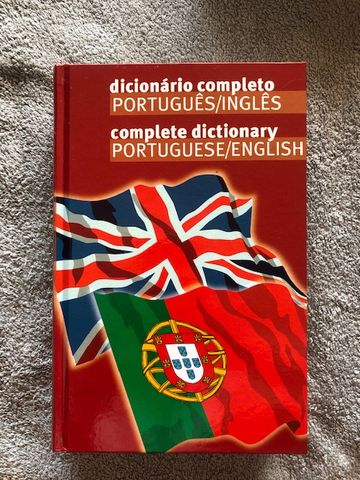 dicionário completo
PORTUGUÊS/INGLÊS
complete dictionary
PORTUGUESE/ENGLISH